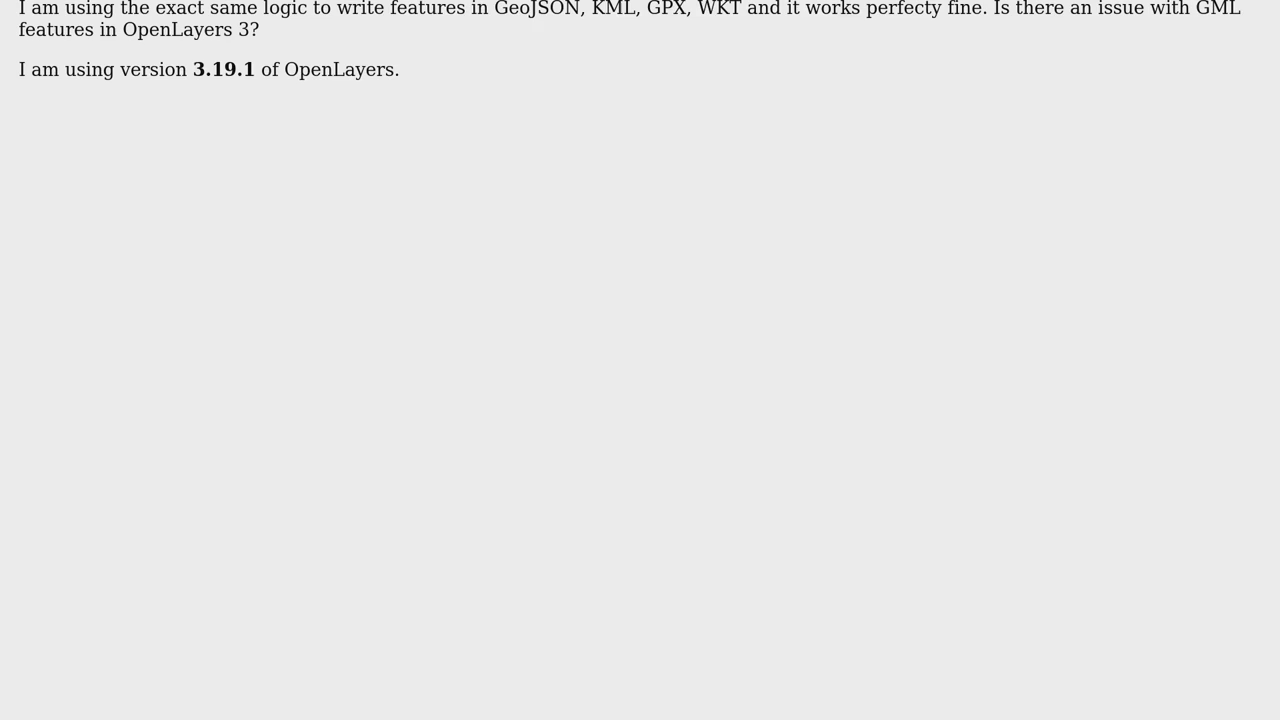 I am using the exact same logic to write features in GeoJSON, KML, GPX, WKT and it works perfecty fine. Is there an issue with GML
features in OpenLayers 3?
I am using version 3.19.1 of OpenLayers.